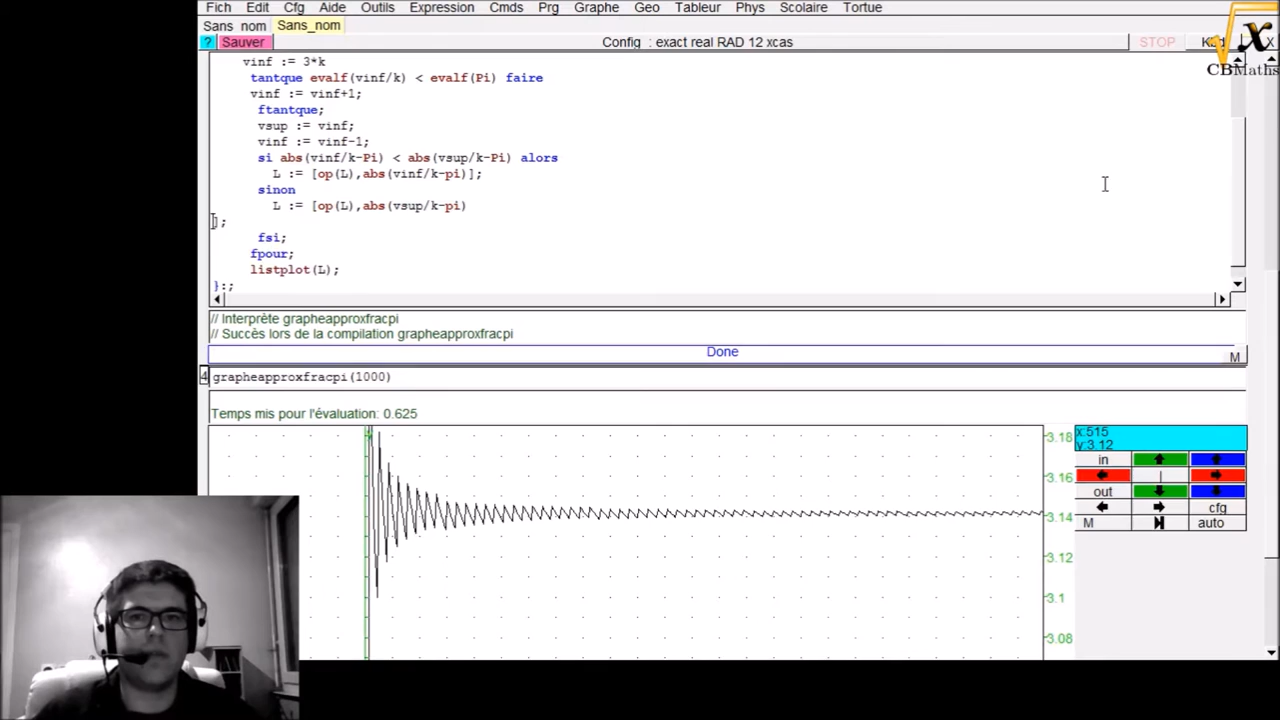 Fich Edit Cfg Aide Outils Expression Cmds Prg Graphe Geo Tableur Phys Scolaire Tortue
Sans nom Sans_nom
? Sauver Config : exact real RAD 12 xcas STOP X
CBMaths
vinf := 3*k
tantque evalf(vinf/k) < evalf(Pi) faire
vinf := vinf+1;
ftantque;
vsup := vinf;
vinf := vinf-1;
si abs(vinf/k-Pi) < abs(vsup/k-Pi) alors
L := [op(L),abs(vinf/k-pi)];
sinon
L := [op(L),abs(vsup/k-pi)
];
fsi;
fpour;
listplot(L);
}:;
// Interprète grapheapproxfracpi
// Succès lors de la compilation grapheapproxfracpi
Done
M
4 grapheapproxfracpi(1000)
Temps mis pour l'évaluation: 0.625
3.18
3.16
3.14
3.12
3.1
3.08
x:515
y:3.12
in
out
cfg
M auto